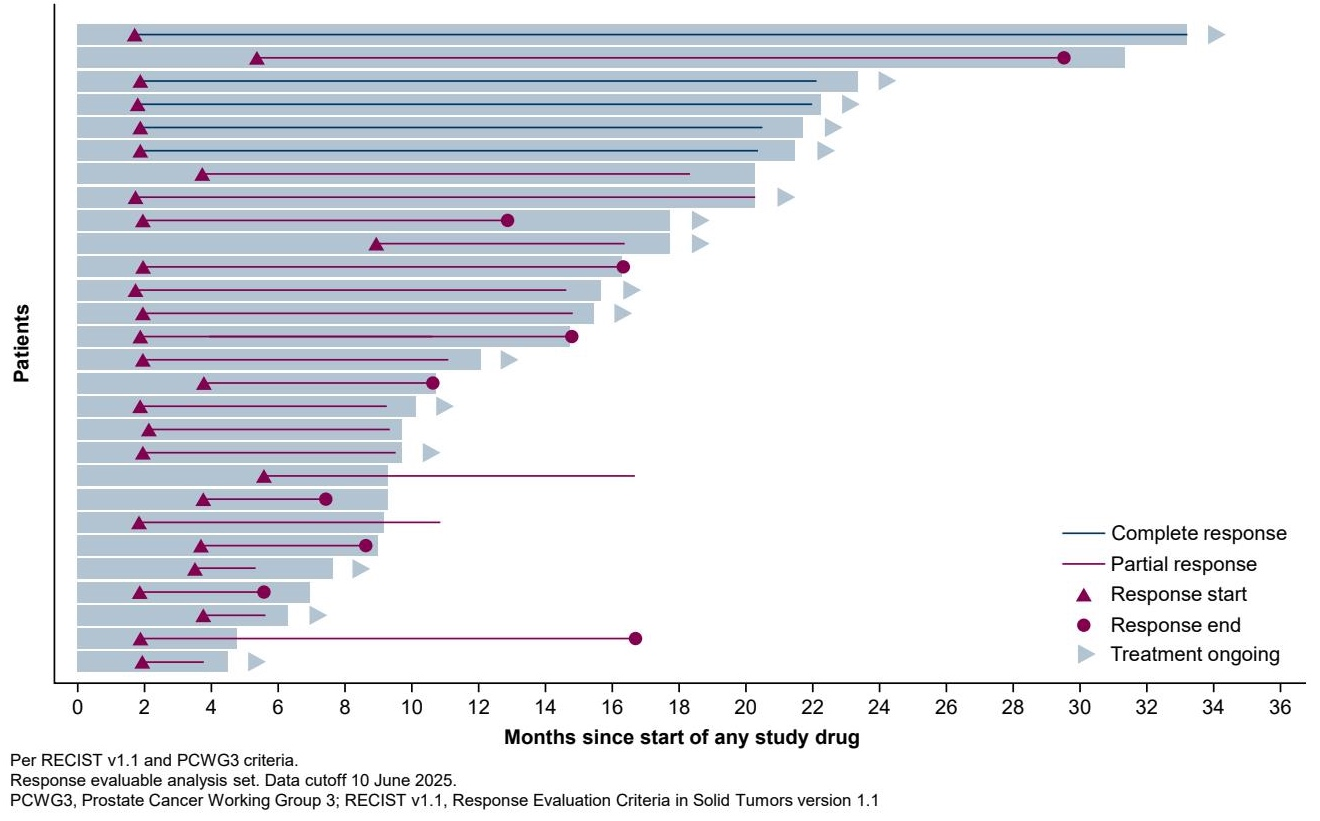 Patients
Complete response
Partial response
Response start
Response end
Treatment ongoing
0 2 4 6 8 10 12 14 16 18 20 22 24 26 28 30 32 34 36
Months since start of any study drug
Per RECIST v1.1 and PCWG3 criteria.
Response evaluable analysis set. Data cutoff 10 June 2025.
PCWG3, Prostate Cancer Working Group 3; RECIST v1.1, Response Evaluation Criteria in Solid Tumors version 1.1